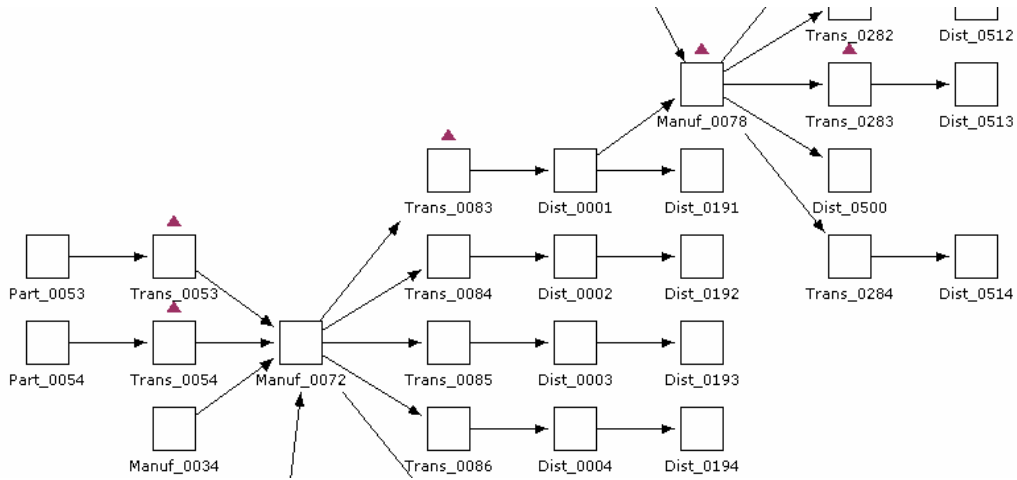 Trans_0282 Dist_0512
Manuf_0078 Trans_0283 Dist_0513
Trans_0083 Dist_0001 Dist_0191 Dist_0500
Part_0053 Trans_0053 Trans_0084 Dist_0002 Dist_0192 Trans_0284 Dist_0514
Part_0054 Trans_0054 Manuf_0072 Trans_0085 Dist_0003 Dist_0193
Manuf_0034 Trans_0086 Dist_0004 Dist_0194